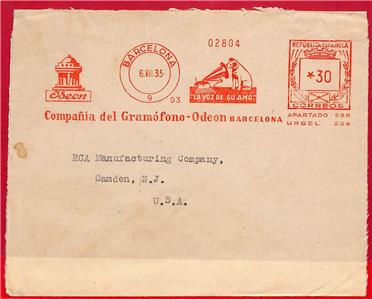 02804
REPUBLICA ESPAÑOLA
BARCELONA
6.VIII.35
9 93
Odeon
"LA VOZ DE SU AMO"
*30
CORREOS
Compañia del Gramófono-Odeon BARCELONA
APARTADO 588
URGEL 234
RCA Manufacturing Company,
Camden, N.J.
U.S.A.